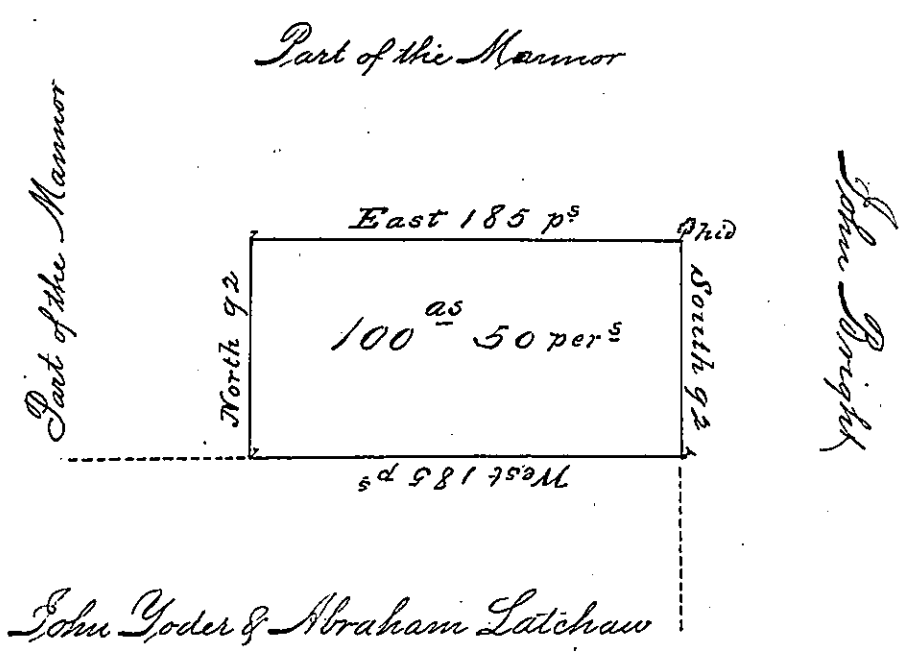 Part of the Mannor
Part of the Mannor
John Bright
East 185 pˢ
hid
North 92
100 as 50 perˢ
South 92
West 185 pˢ
John Yoder & Abraham Latchaw